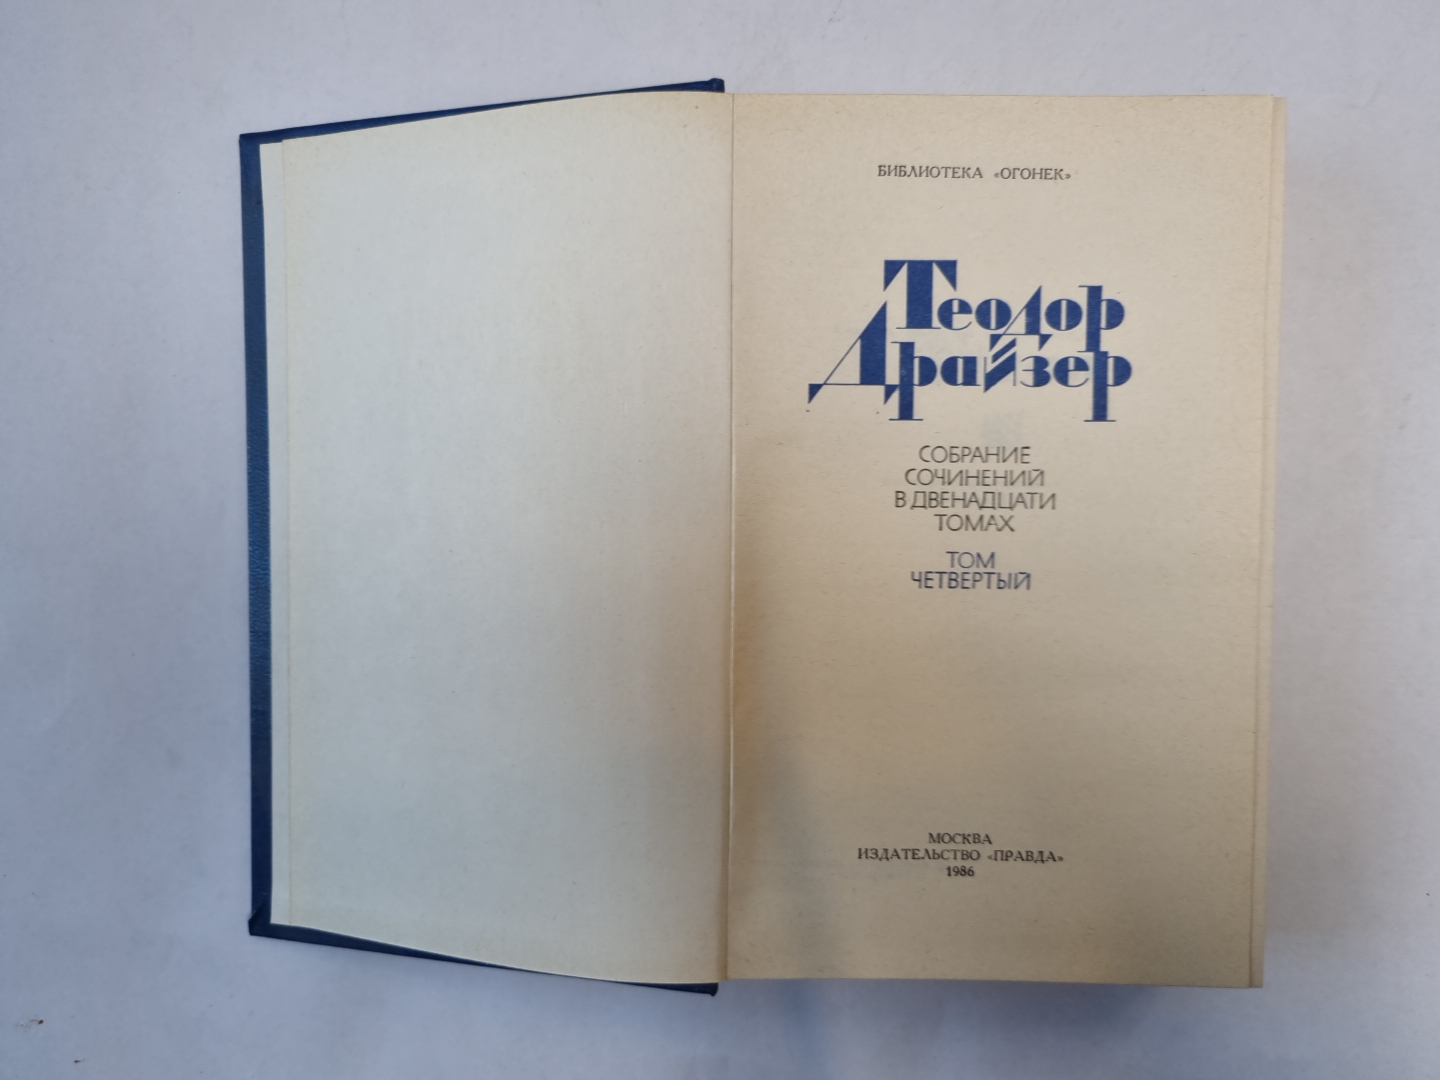 БИБЛИОТЕКА «ОГОНЕК»
Теодор
Драйзер
СОБРАНИЕ
СОЧИНЕНИЙ
В ДВЕНАДЦАТИ
ТОМАХ
ТОМ
ЧЕТВЕРТЫЙ
МОСКВА
ИЗДАТЕЛЬСТВО «ПРАВДА»
1986